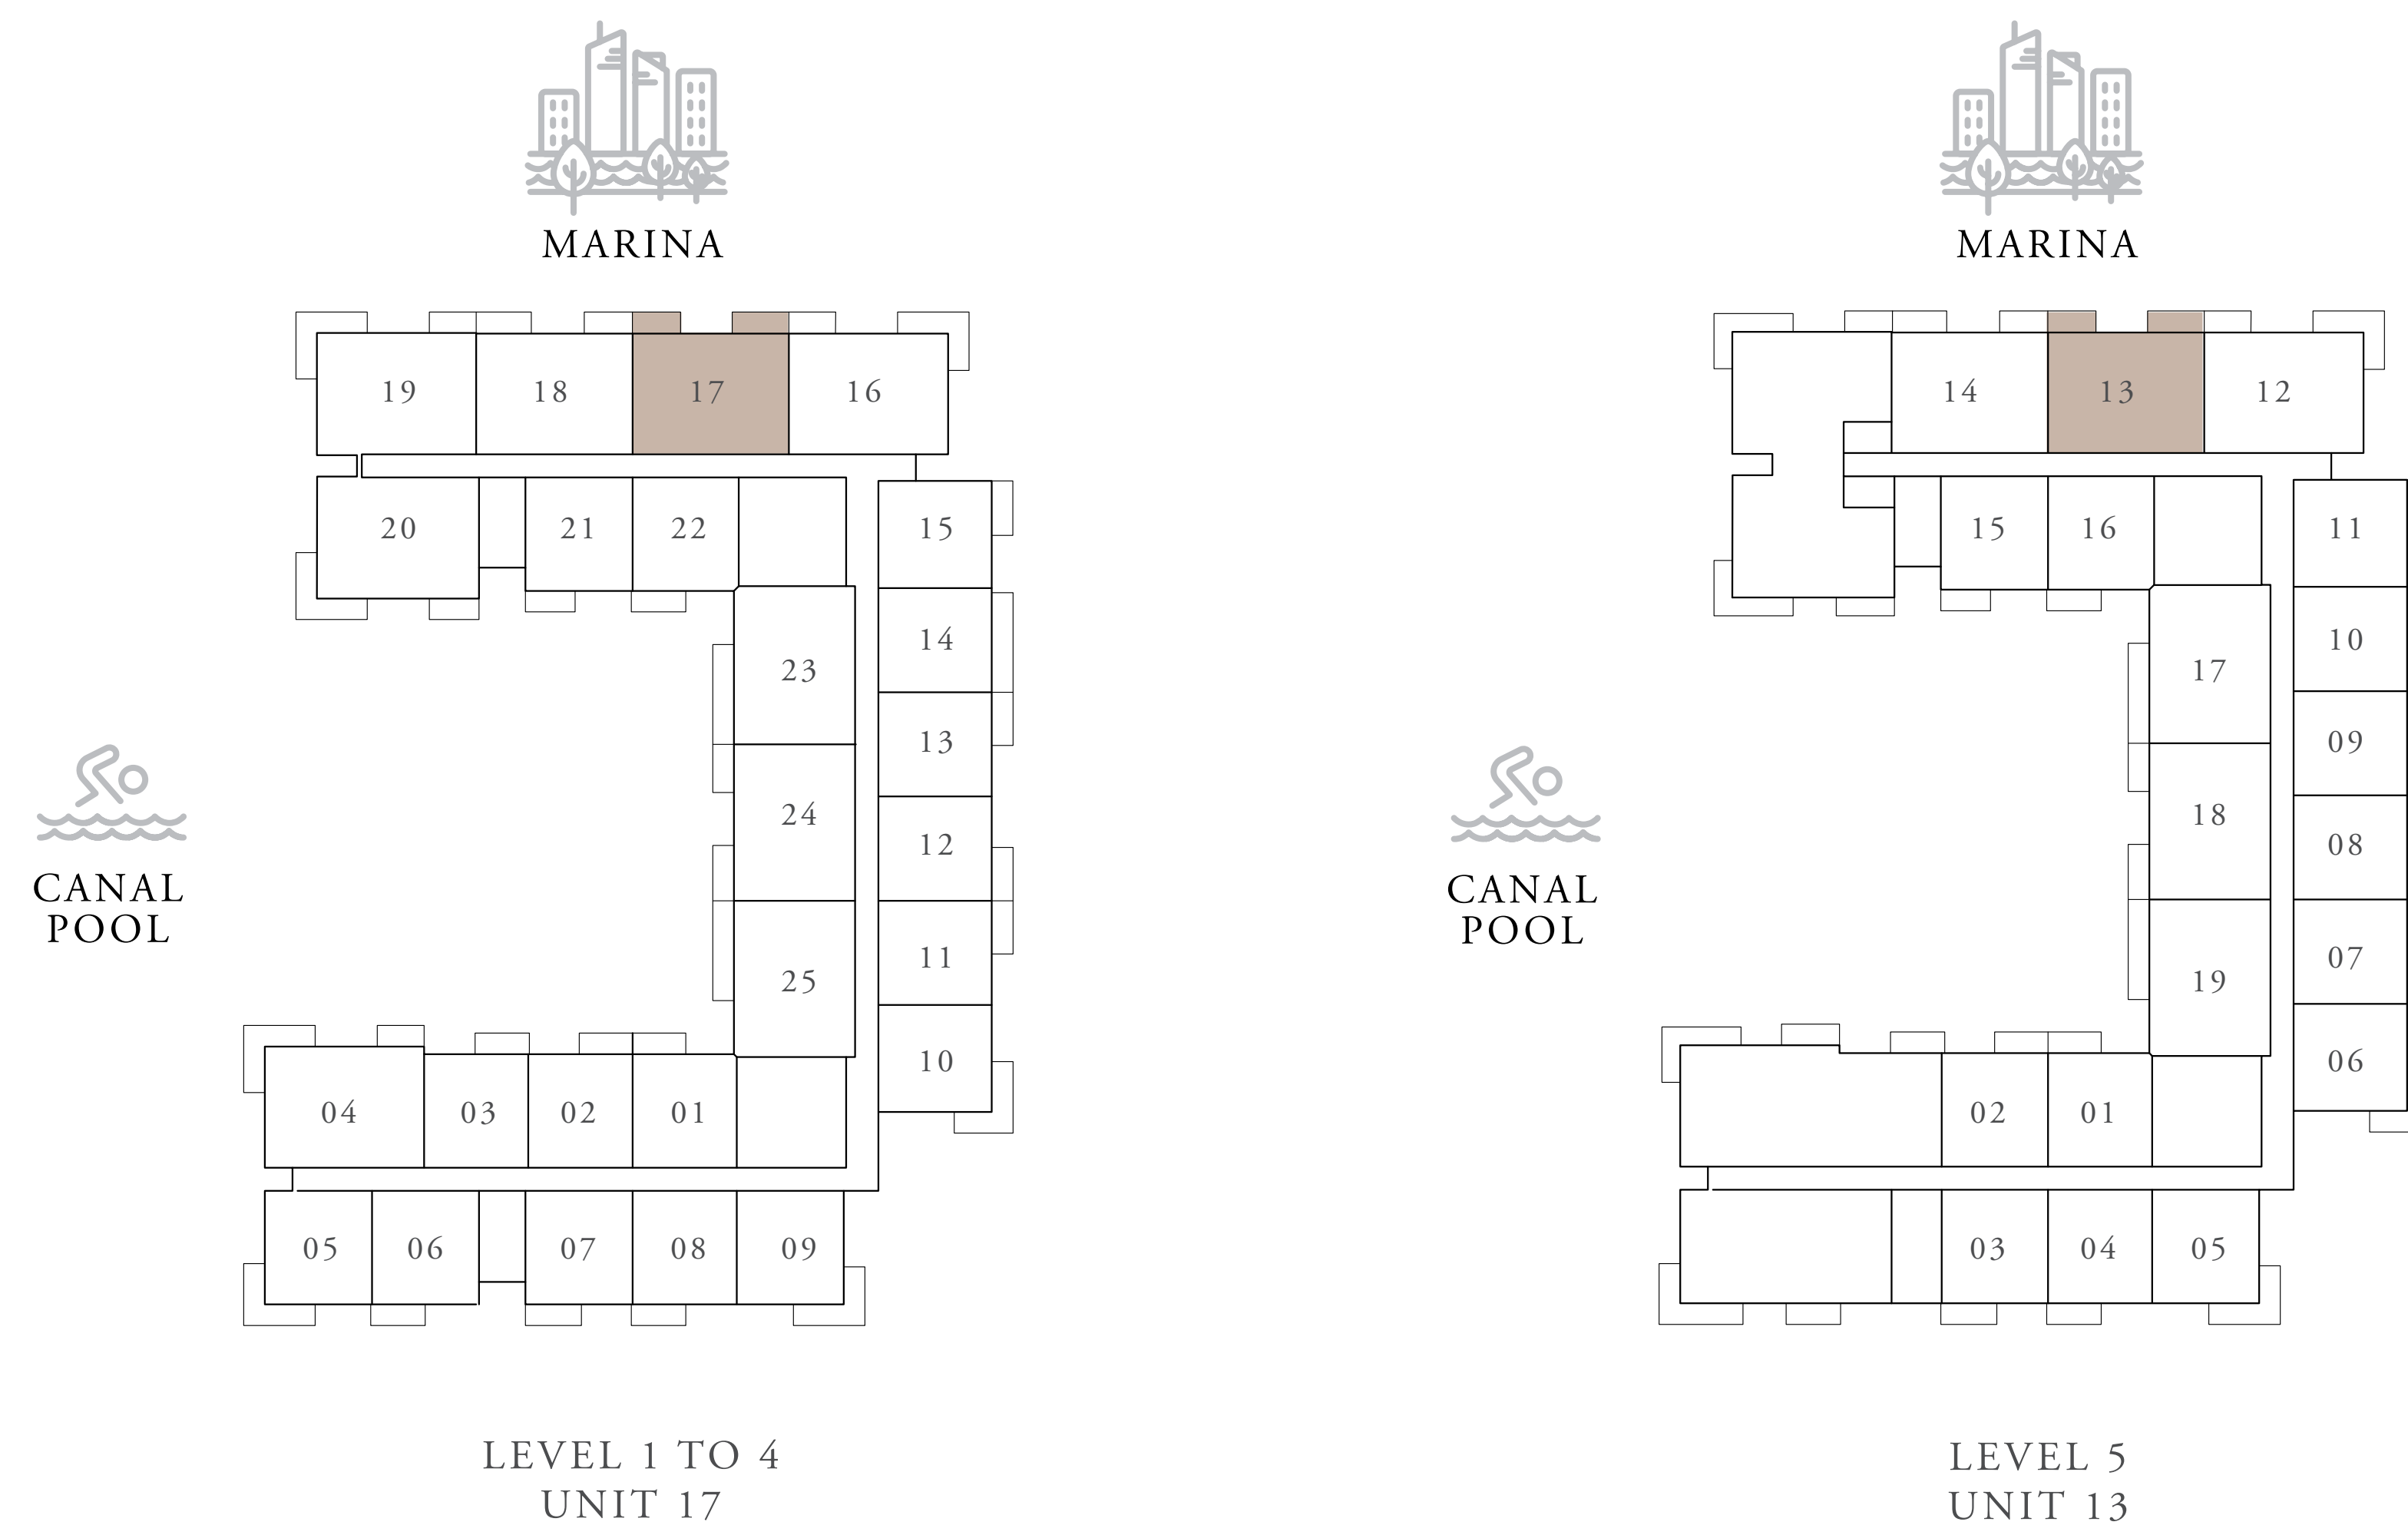 MARINA
19 18 17 16
20 21 22 15
14
23
13
24 12
25 11
10
04 03 02 01
05 06 07 08 09
CANAL
POOL
LEVEL 1 TO 4
UNIT 17
MARINA
14 13 12
15 16 11
10
17
09
18 08
19 07
06
02 01
03 04 05
CANAL
POOL
LEVEL 5
UNIT 13